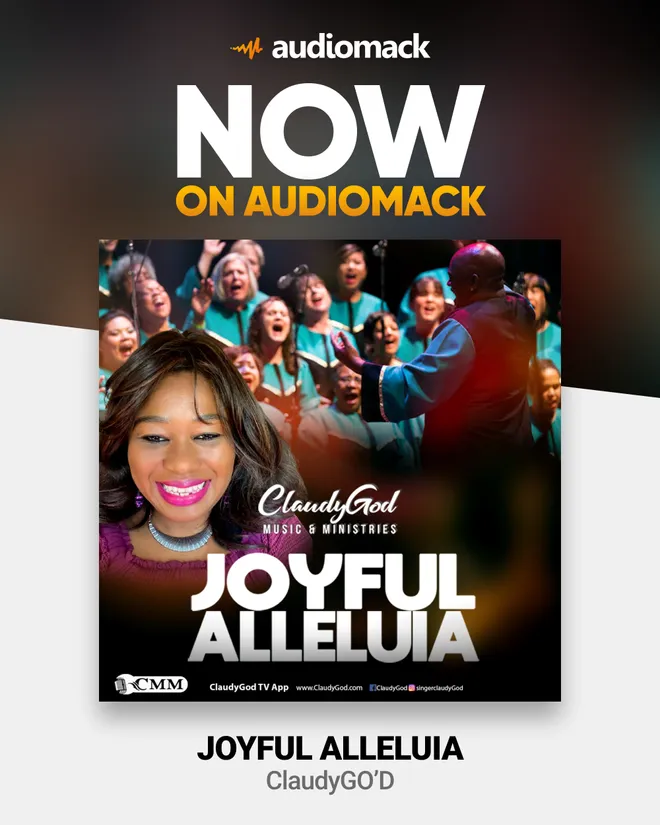 audiomack
NOW
ON AUDIOMACK
ClaudyGod
MUSIC & MINISTRIES
JOYFUL
ALLELUIA
CMM
ClaudyGod TV App www.ClaudyGod.com ClaudyGod singerclaudyGod
JOYFUL ALLELUIA
ClaudyGO’D